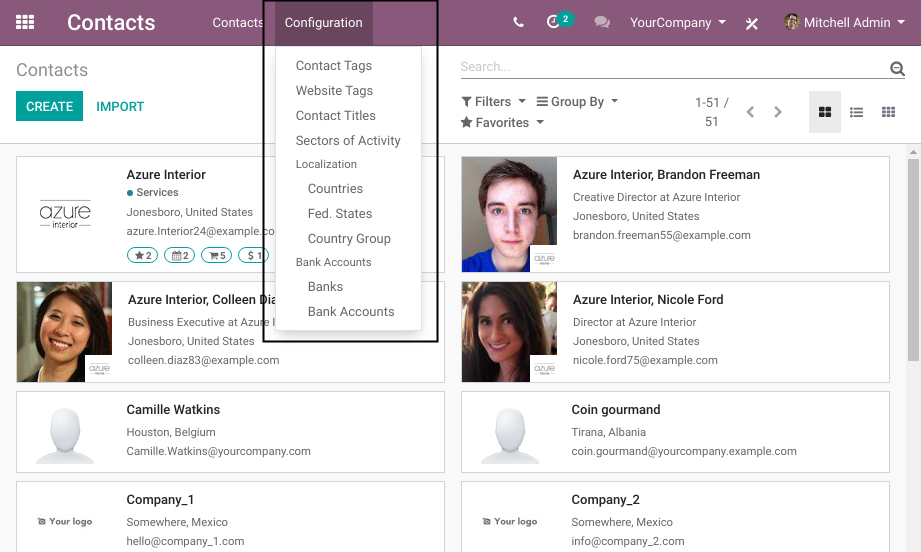 Contacts
Contacts
Configuration
2
YourCompany
Mitchell Admin
Contacts
Search...
CREATE
IMPORT
Filters
Group By
Favorites
1-51 /
51
Contact Tags
Website Tags
Contact Titles
Sectors of Activity
Localization
Countries
Fed. States
Country Group
Bank Accounts
Banks
Bank Accounts
azure
interior
Azure Interior
Services
Jonesboro, United States
azure.Interior24@example.co
2
2
5
$ 1
azure
Azure Interior, Brandon Freeman
Creative Director at Azure Interior
Jonesboro, United States
brandon.freeman55@example.com
azure
Azure Interior, Colleen Dia
Business Executive at Azure I
Jonesboro, United States
colleen.diaz83@example.com
azure
Azure Interior, Nicole Ford
Director at Azure Interior
Jonesboro, United States
nicole.ford75@example.com
Camille Watkins
Houston, Belgium
Camille.Watkins@yourcompany.com
Coin gourmand
Tirana, Albania
coin.gourmand@yourcompany.example.com
Your logo
Company_1
Somewhere, Mexico
hello@company_1.com
Your logo
Company_2
Somewhere, Mexico
info@company_2.com